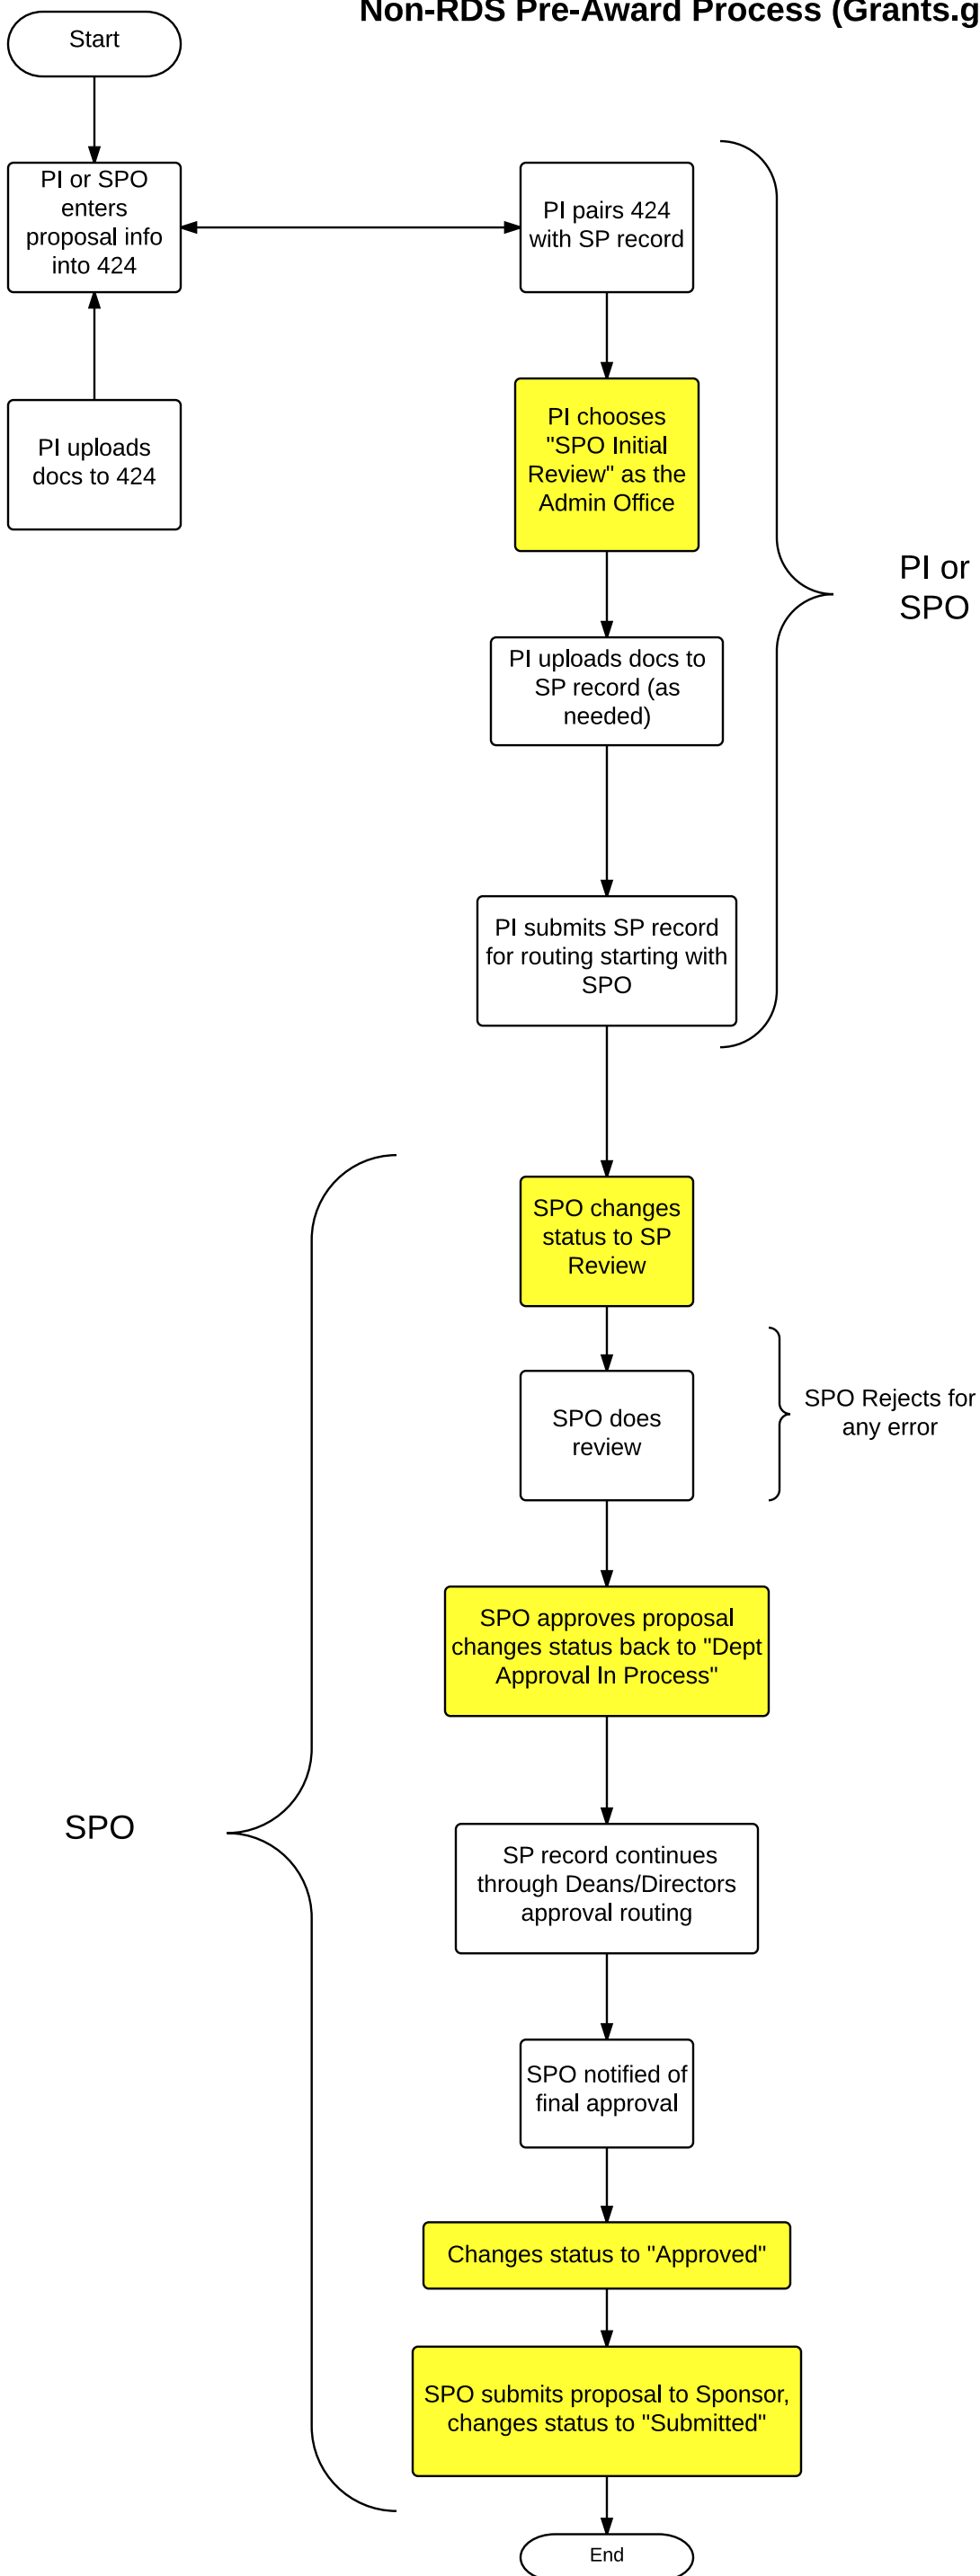 Non-RDS Pre-Award Process (Grants.g
Start
PI or SPO
enters
proposal info
into 424
PI pairs 424
with SP record
PI uploads
docs to 424
PI chooses
"SPO Initial
Review" as the
Admin Office
PI or
SPO
PI uploads docs to
SP record (as
needed)
PI submits SP record
for routing starting with
SPO
SPO changes
status to SP
Review
SPO does
review
SPO Rejects for
any error
SPO approves proposal
changes status back to "Dept
Approval In Process"
SPO
SP record continues
through Deans/Directors
approval routing
SPO notified of
final approval
Changes status to "Approved"
SPO submits proposal to Sponsor,
changes status to "Submitted"
End